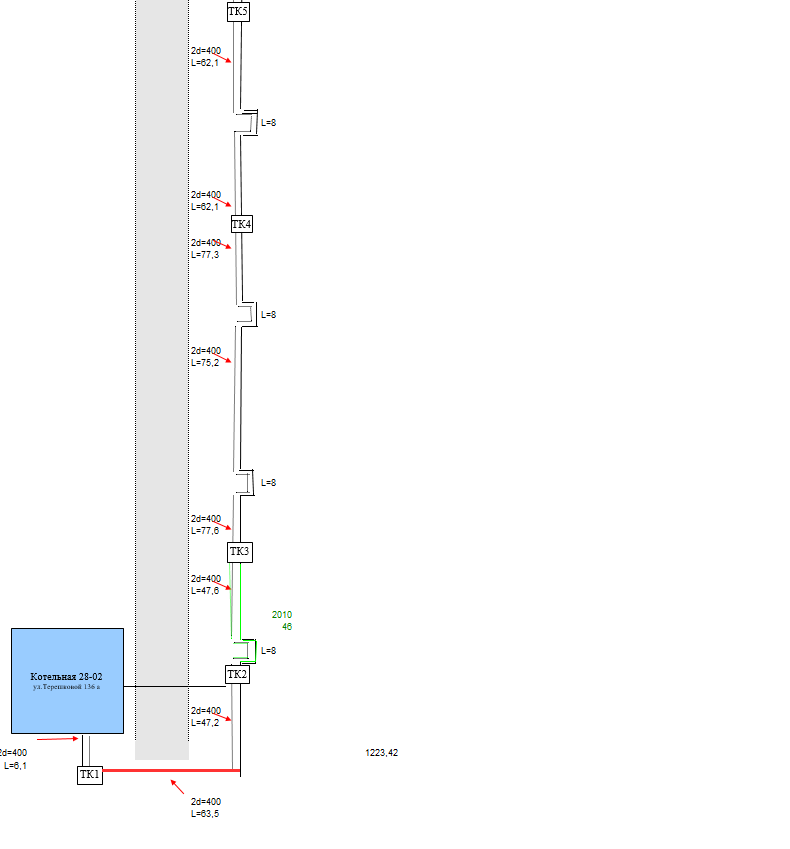 ТК5
2d=400
L=62,1
L=8
2d=400
L=62,1
ТК4
2d=400
L=77,3
L=8
2d=400
L=75,2
L=8
2d=400
L=77,6
ТК3
2d=400
L=47,6
2010
46
L=8
Котельная 28-02
ул.Терешковой 136 а
ТК2
2d=400
L=47,2
2d=400
L=6,1
1223,42
ТК1
2d=400
L=63,5